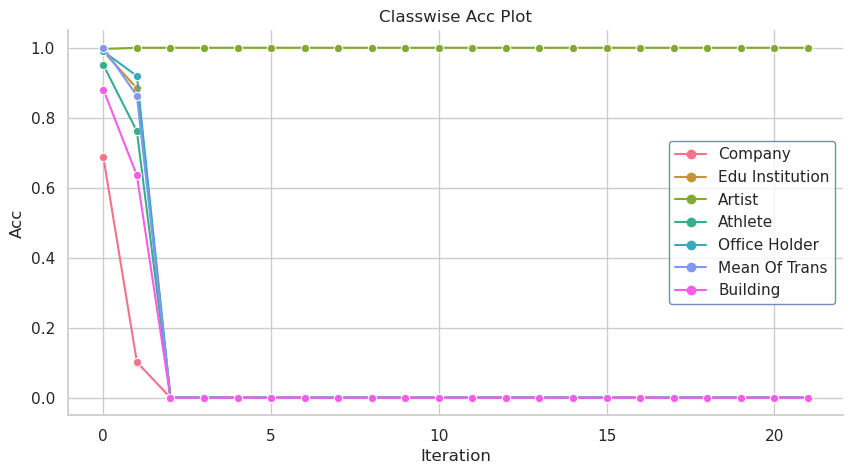 Classwise Acc Plot
1.0
0.8
0.6
0.4
0.2
0.0
Acc
0 5 10 15 20
Iteration
Company
Edu Institution
Artist
Athlete
Office Holder
Mean Of Trans
Building